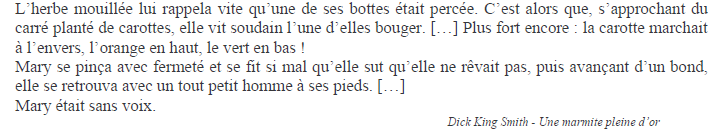 L’herbe mouillée lui rappela vite qu’une de ses bottes était percée. C’est alors que, s’approchant du
carré planté de carottes, elle vit soudain l’une d’elles bouger. […] Plus fort encore : la carotte marchait
à l’envers, l’orange en haut, le vert en bas !
Mary se pinça avec fermeté et se fit si mal qu’elle sut qu’elle ne rêvait pas, puis avançant d’un bond,
elle se retrouva avec un tout petit homme à ses pieds. […]
Mary était sans voix.
Dick King Smith - Une marmite pleine d’or